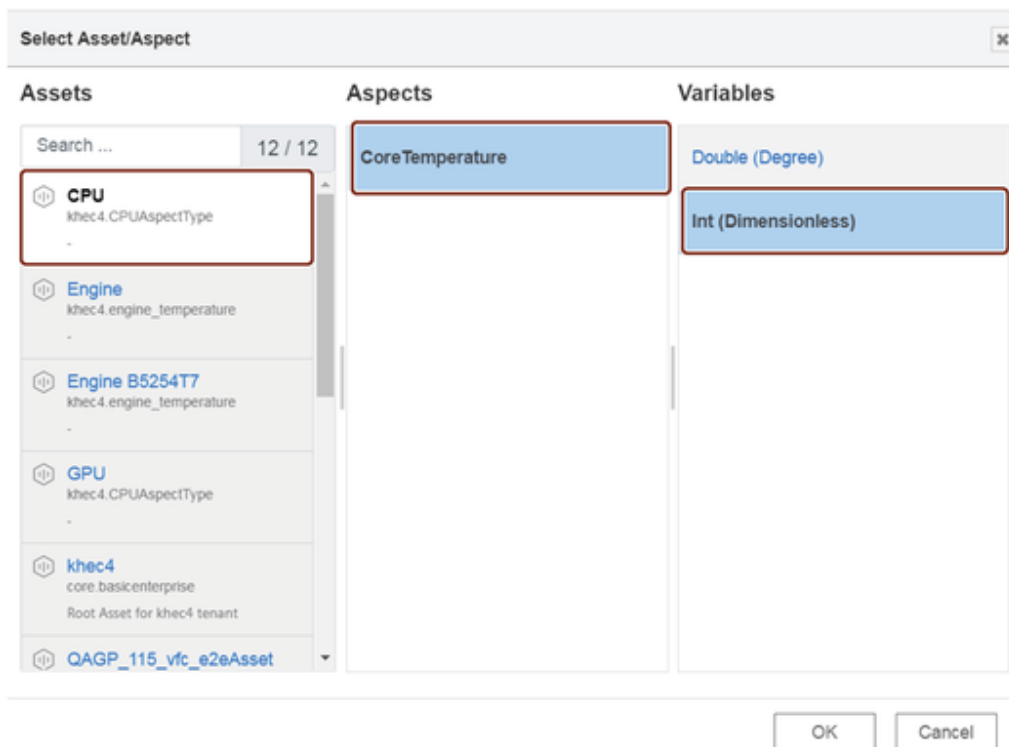 Select Asset/Aspect
Assets
Search ...
12 / 12
CPU
khec4.CPUAspectType
-
Engine
khec4.engine_temperature
-
Engine B5254T7
khec4.engine_temperature
-
GPU
khec4.CPUAspectType
-
khec4
core.basicenterprise
Root Asset for khec4 tenant
QAGP_115_vfc_e2eAsset
Aspects
CoreTemperature
Variables
Double (Degree)
Int (Dimensionless)
OK
Cancel